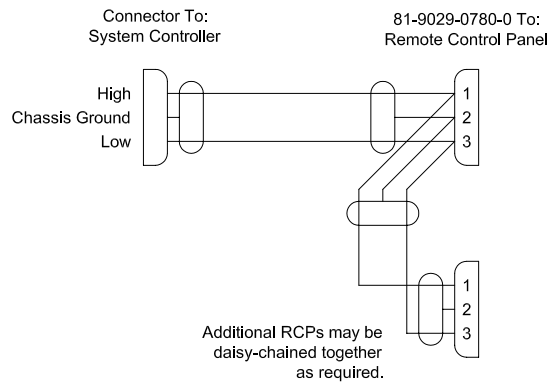 Connector To:
System Controller
81-9029-0780-0 To:
Remote Control Panel
High
Chassis Ground
Low
1
2
3
1
2
3
Additional RCPs may be
daisy-chained together
as required.